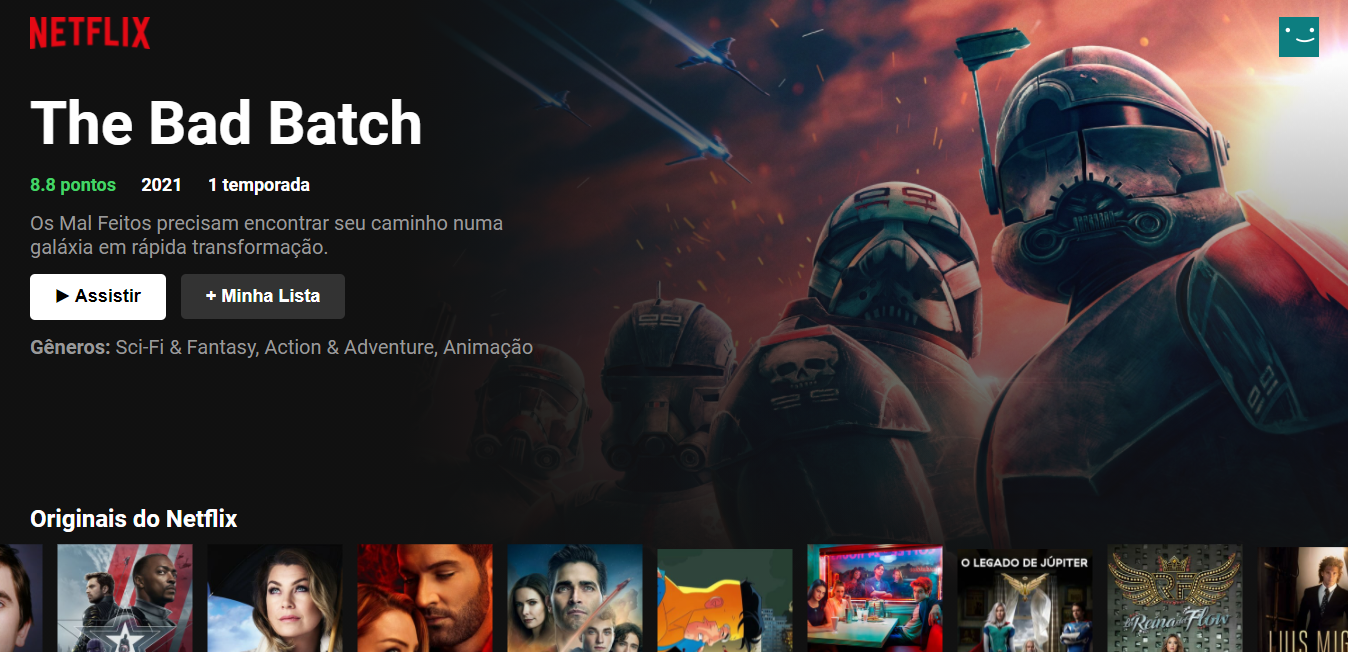 NETFLIX
The Bad Batch
8.8 pontos 2021 1 temporada
Os Mal Feitos precisam encontrar seu caminho numa
galáxia em rápida transformação.
▶ Assistir + Minha Lista
Gêneros: Sci-Fi & Fantasy, Action & Adventure, Animação
Originais do Netflix
O LEGADO DE JÚPITER
RF
La Reina del Flow
LUIS MIG
99